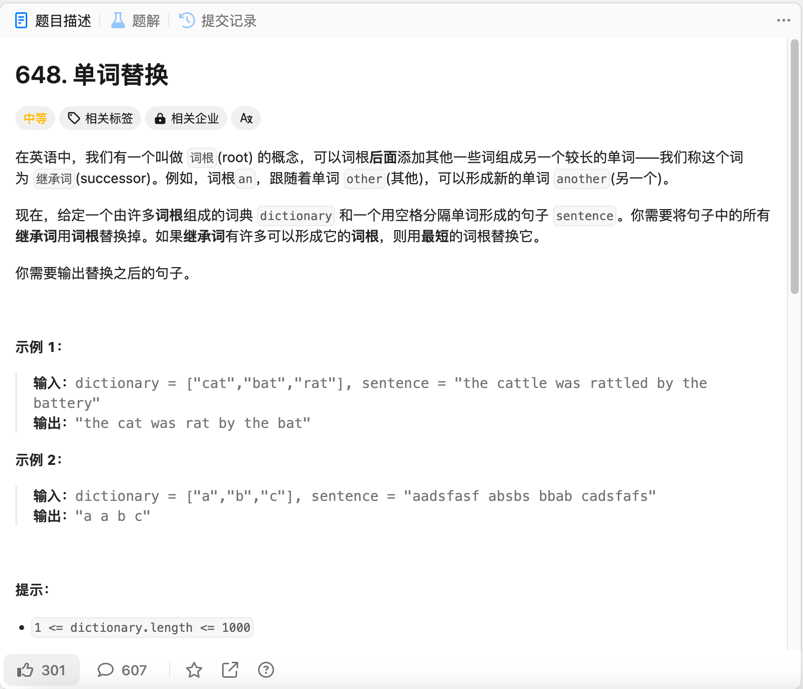 题目描述 题解 提交记录
648. 单词替换
中等 相关标签 相关企业
在英语中，我们有一个叫做 词根(root) 的概念，可以词根后面添加其他一些词组成另一个较长的单词——我们称这个词
为 继承词(successor)。例如，词根an，跟随着单词 other(其他)，可以形成新的单词 another(另一个)。
现在，给定一个由许多词根组成的词典 dictionary 和一个用空格分隔单词形成的句子 sentence。你需要将句子中的所有
继承词用词根替换掉。如果继承词有许多可以形成它的词根，则用最短的词根替换它。
你需要输出替换之后的句子。
示例 1：
输入：dictionary = ["cat","bat","rat"], sentence = "the cattle was rattled by the
battery"
输出："the cat was rat by the bat"
示例 2：
输入：dictionary = ["a","b","c"], sentence = "aadsfasf absbs bbab cadsfafs"
输出："a a b c"
提示：
• 1 <= dictionary.length <= 1000
301 607